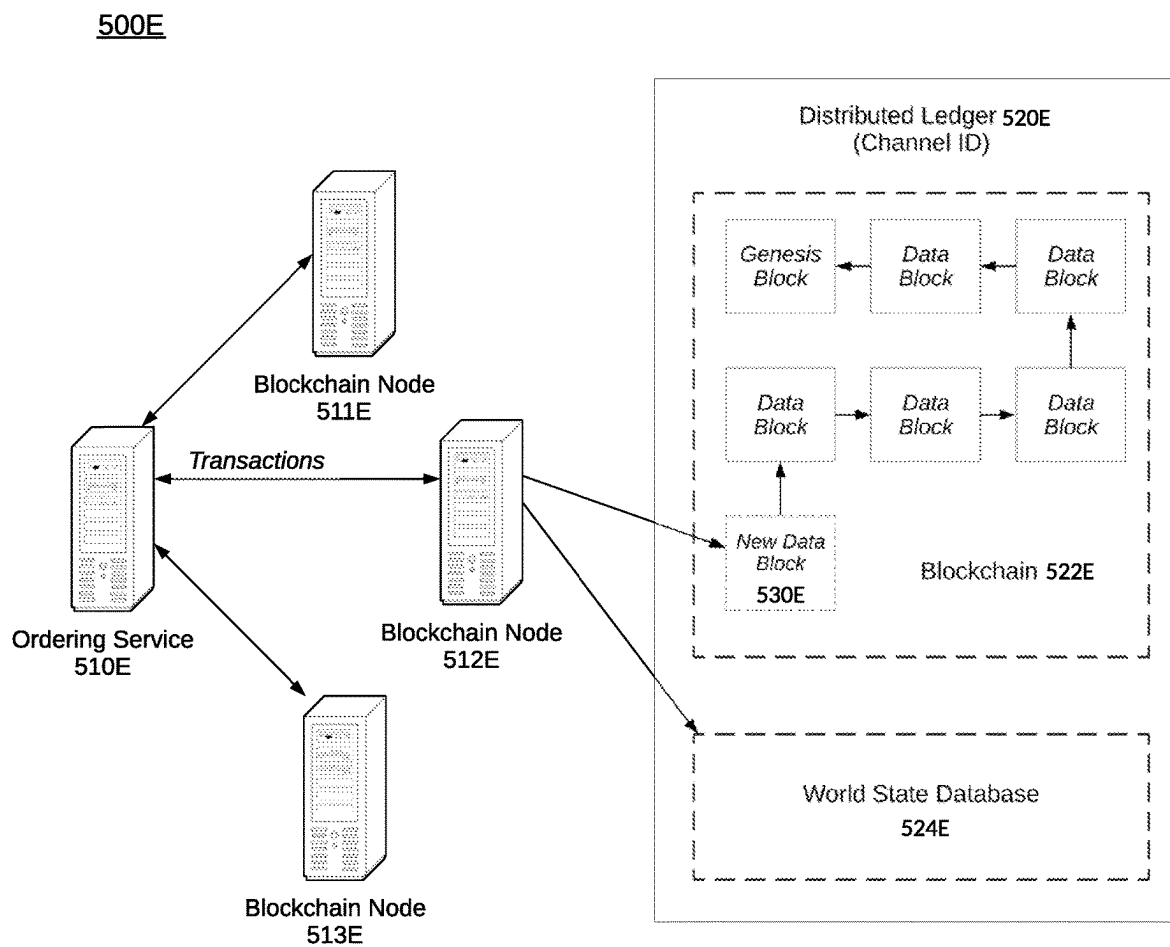 500E
Distributed Ledger 520E
(Channel ID)
Genesis
Block
Data
Block
Data
Block
Blockchain Node
511E
Data
Block
Data
Block
Data
Block
Transactions
New Data
Block
530E
Blockchain 522E
Ordering Service
510E
Blockchain Node
512E
World State Database
524E
Blockchain Node
513E